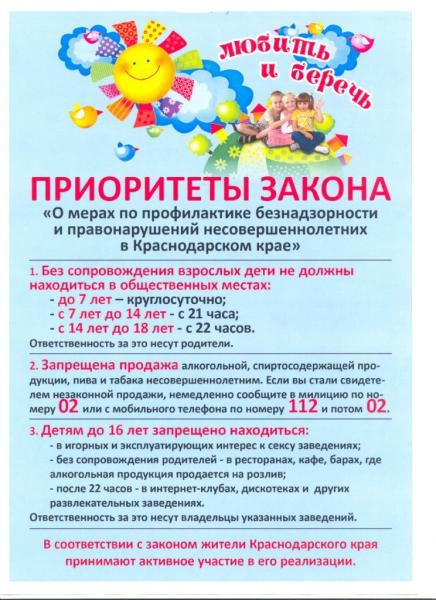 любить
и беречь
ПРИОРИТЕТЫ ЗАКОНА
«О мерах по профилактике безнадзорности
и правонарушений несовершеннолетних
в Краснодарском крае»
1. Без сопровождения взрослых дети не должны
находиться в общественных местах:
- до 7 лет – круглосуточно;
- с 7 лет до 14 лет - с 21 часа;
- с 14 лет до 18 лет - с 22 часов.
Ответственность за это несут родители.
2. Запрещена продажа алкогольной, спиртосодержащей про-
дукции, пива и табака несовершеннолетним. Если вы стали свидете-
лем незаконной продажи, немедленно сообщите в милицию по но-
меру 02 или с мобильного телефона по номеру 112 и потом 02.
3. Детям до 16 лет запрещено находиться:
- в игорных и эксплуатирующих интерес к сексу заведениях;
- без сопровождения родителей - в ресторанах, кафе, барах, где
алкогольная продукция продается на розлив;
- после 22 часов - в интернет-клубах, дискотеках и других
развлекательных заведениях.
Ответственность за это несут владельцы указанных заведений.
В соответствии с законом жители Краснодарского края
принимают активное участие в его реализации.